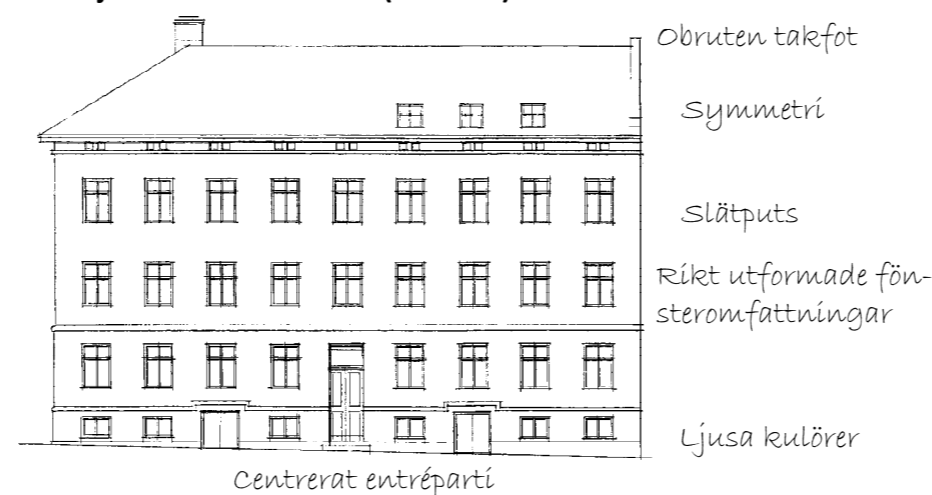 Obruten takfot
Symmetri
Slätputs
Rikt utformade fön-
steromfattningar
Ljusa kulörer
Centrerat entréparti